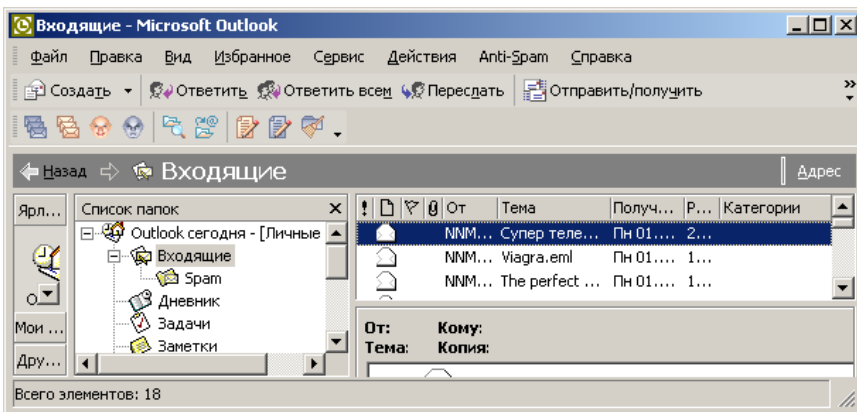 Входящие - Microsoft Outlook
Файл Правка Вид Избранное Сервис Действия Anti-Spam Справка
Создать Ответить Ответить всем Переслать Отправить/получить
Назад Входящие Адрес
Ярл... Список папок ! От Тема Получ... Р... Категории
Outlook сегодня - [Личные NNM... Супер теле... Пн 01.... 2...
Входящие NNM... Viagra.eml Пн 01.... 1...
Spam NNM... The perfect ... Пн 01.... 1...
О...
Дневник
Мои ... Задачи От: Кому:
Заметки Тема: Копия:
Дру...
Всего элементов: 18